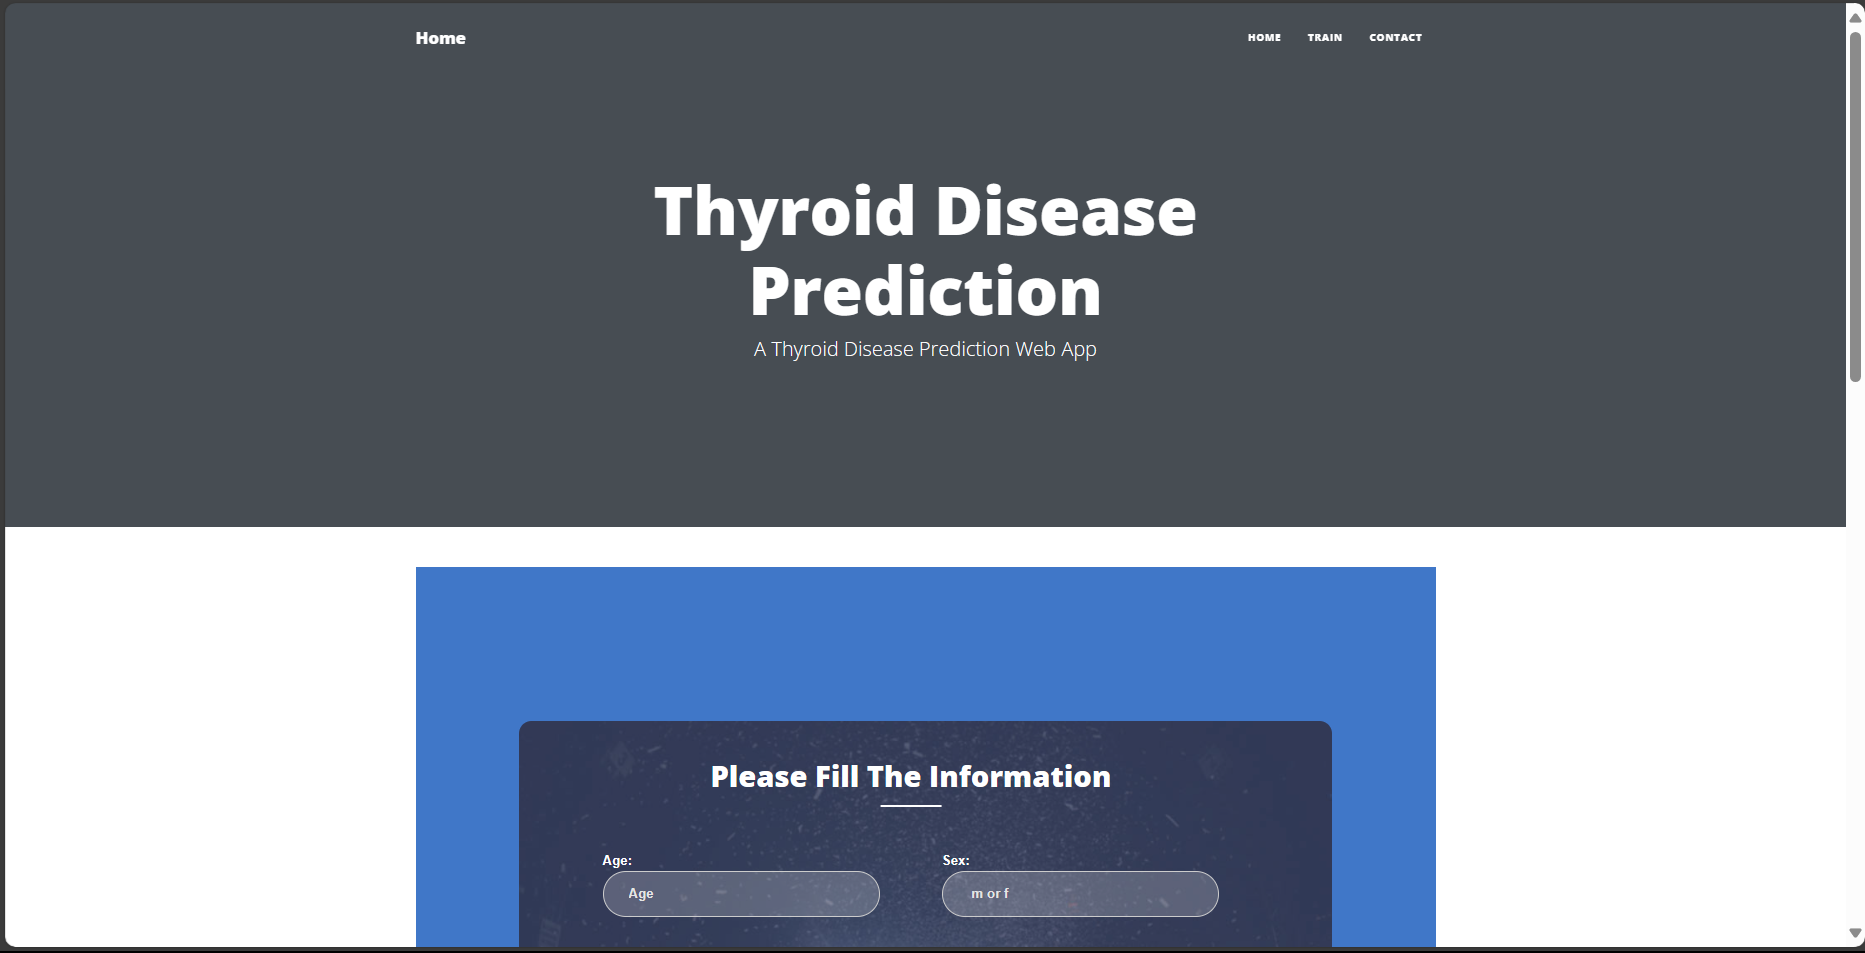 Home
HOME TRAIN CONTACT
Thyroid Disease
Prediction
A Thyroid Disease Prediction Web App
Please Fill The Information
Age: Sex:
Age m or f